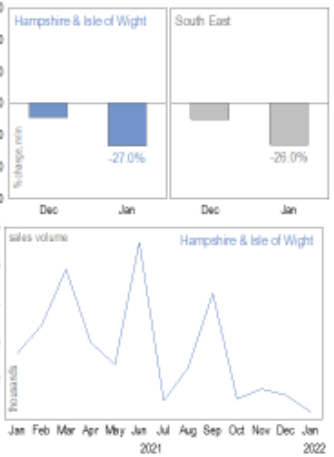 Hampshire & Isle of Wight
South East
% change, m/m
-27.0%
-26.0%
Dec Jan Dec Jan
sales volume
Hampshire & Isle of Wight
thousands
Jan Feb Mar Apr May Jun Jul Aug Sep Oct Nov Dec Jan
2021 2022